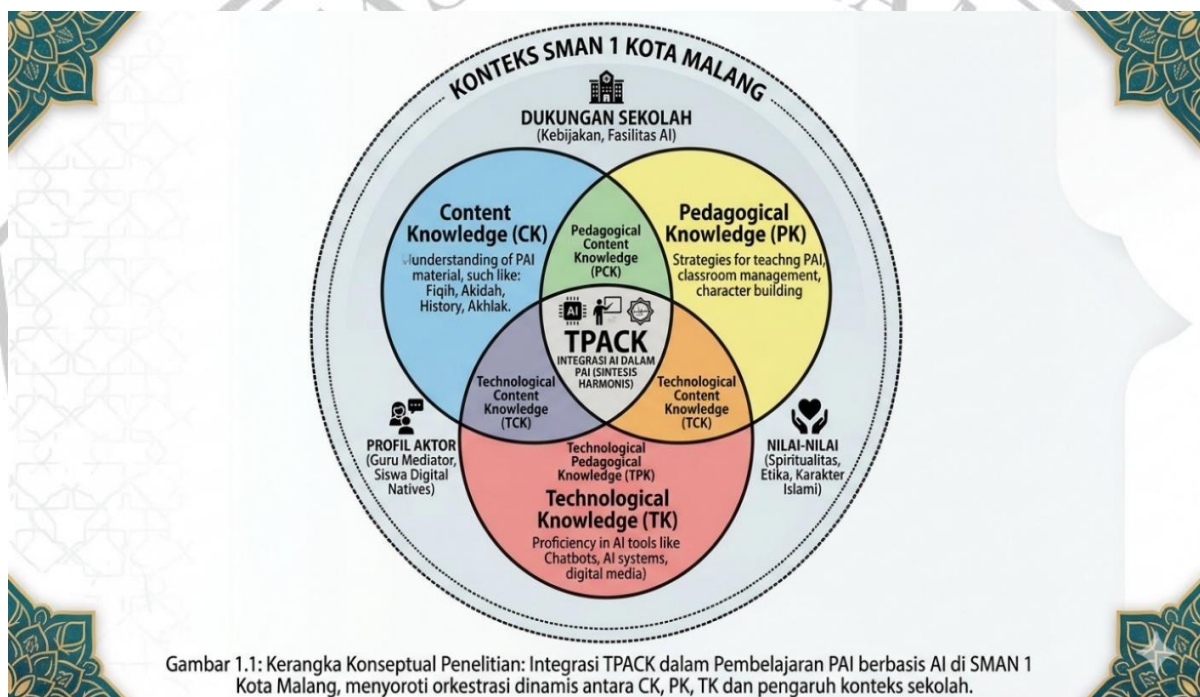 KONTEKS SMAN 1 KOTA MALANG
DUKUNGAN SEKOLAH
(Kebijakan, Fasilitas AI)
Content
Knowledge (CK)
understanding of PAI
material, such like:
Fiqih, Akidah,
History, Akhlak.
Pedagogical
Content
Knowledge
(PCK)
Pedagogical
Knowledge (PK)
Strategies for teachng PAI,
classroom management,
character building
AI
TPACK
INTEGRASI AI DALAM
PAI (SINTESIS
HARMONIS)
Technological
Content
Knowledge
(TCK)
Technological
Content
Knowledge
(TCK)
PROFIL AKTOR
(Guru Mediator,
Siswa Digital
Natives)
NILAI-NILAI
(Spiritualitas,
Etika, Karakter
Islami)
Technological
Pedagogical
Knowledge (TPK)
Technological
Knowledge (TK)
Proficiency in AI tools like
Chatbots, AI systems,
digital media)
Gambar 1.1: Kerangka Konseptual Penelitian: Integrasi TPACK dalam Pembelajaran PAI berbasis AI di SMAN 1
Kota Malang, menyoroti orkestrasi dinamis antara CK, PK, TK dan pengaruh konteks sekolah.